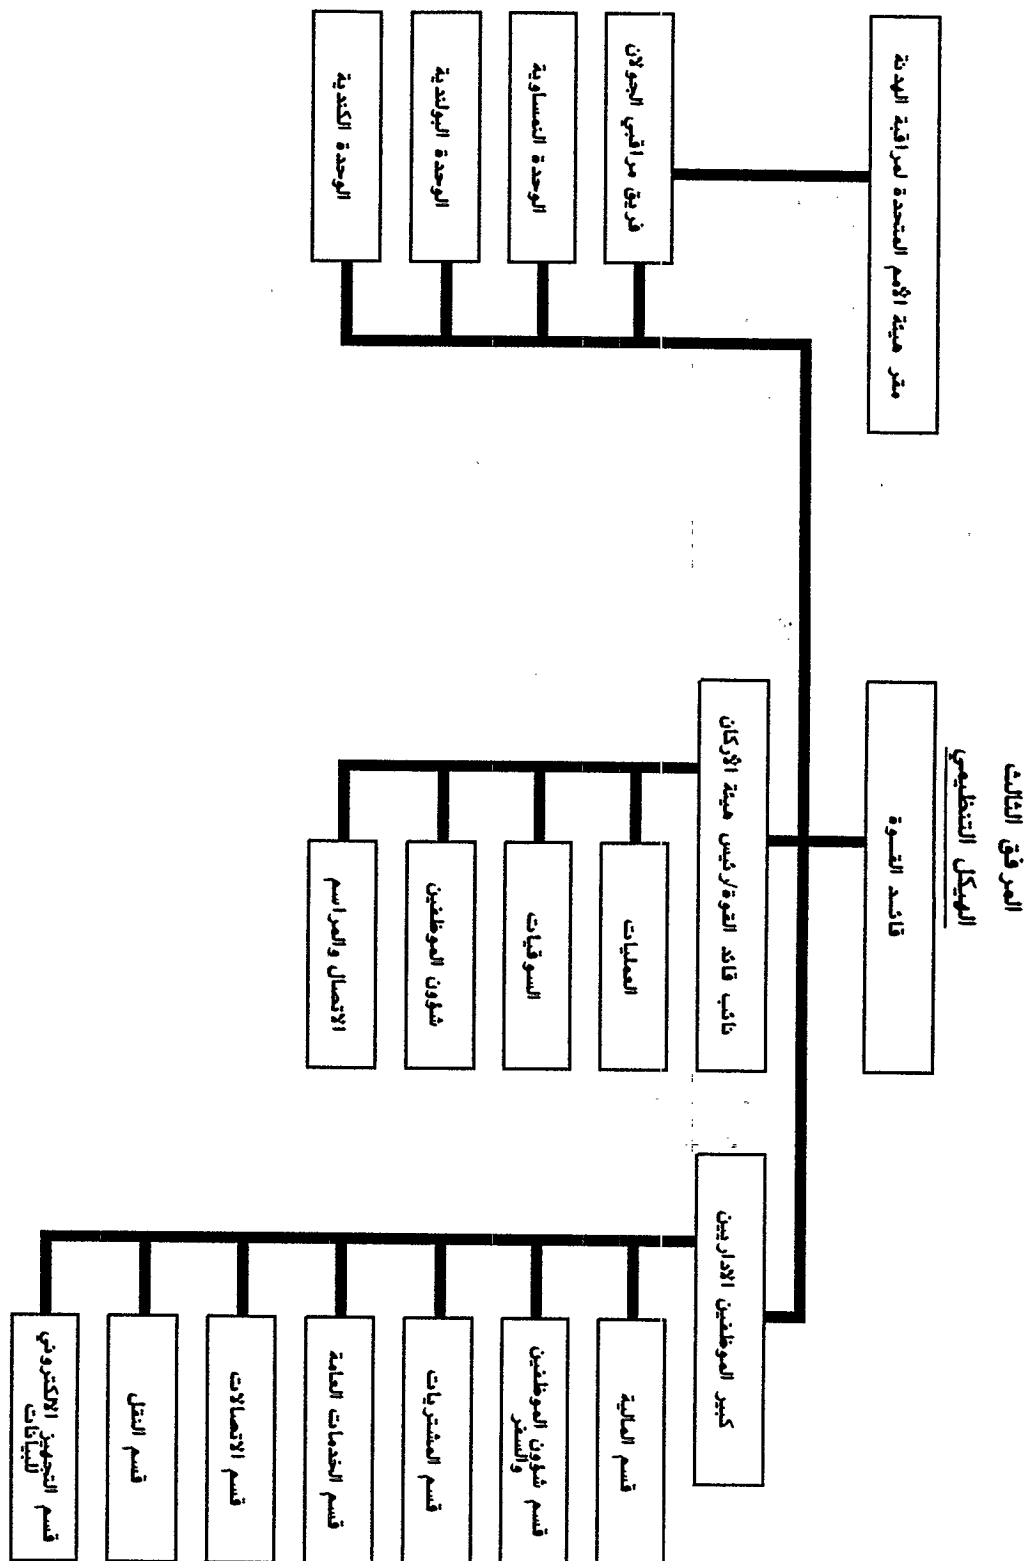 المرفق الثالث
الهيكل التنظيمي
مقر هيئة الأمم المتحدة لمراقبة الهدنة
قائد القوة
فريق مراقبي الجولان
الوحدة النمساوية
الوحدة البولندية
الوحدة الكندية
نائب قائد القوة/رئيس هيئة الأركان
العمليات
السوقيات
شؤون الموظفين
الاتصال والمراسم
كبير الموظفين الاداريين
قسم المالية
قسم شؤون الموظفين
والسفر
قسم المشتريات
قسم الخدمات العامة
قسم الاتصالات
قسم النقل
قسم التجهيز الالكتروني
للبيانات